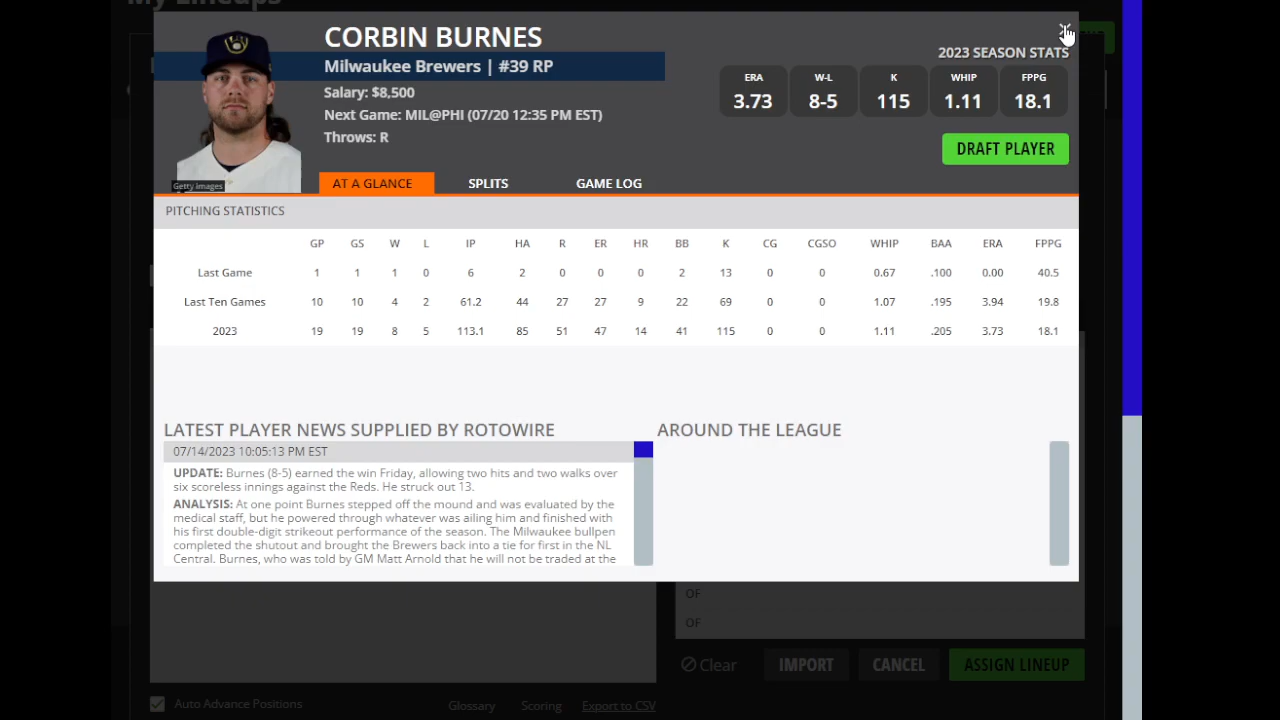 My Lineups
CORBIN BURNES
Milwaukee Brewers | #39 RP
Salary: $8,500
Next Game: MIL@PHI (07/20 12:35 PM EST)
Throws: R
Getty Images
2023 SEASON STATS
ERA W-L K WHIP FPPG
3.73 8-5 115 1.11 18.1
DRAFT PLAYER
AT A GLANCE SPLITS GAME LOG
PITCHING STATISTICS
GP GS W L IP HA R ER HR BB K CG CGSO WHIP BAA ERA FPPG
Last Game 1 1 1 0 6 2 0 0 0 2 13 0 0 0.67 .100 0.00 40.5
Last Ten Games 10 10 4 2 61.2 44 27 27 9 22 69 0 0 1.07 .195 3.94 19.8
2023 19 19 8 5 113.1 85 51 47 14 41 115 0 0 1.11 .205 3.73 18.1
LATEST PLAYER NEWS SUPPLIED BY ROTOWIRE
07/14/2023 10:05:13 PM EST
UPDATE: Burnes (8-5) earned the win Friday, allowing two hits and two walks over
six scoreless innings against the Reds. He struck out 13.
ANALYSIS: At one point Burnes stepped off the mound and was evaluated by the
medical staff, but he powered through whatever was ailing him and finished with
his first double-digit strikeout performance of the season. The Milwaukee bullpen
completed the shutout and brought the Brewers back into a tie for first in the NL
Central. Burnes, who was told by GM Matt Arnold that he will not be traded at the
AROUND THE LEAGUE
OF
OF
Clear IMPORT CANCEL ASSIGN LINEUP
Auto Advance Positions Glossary Scoring Export to CSV